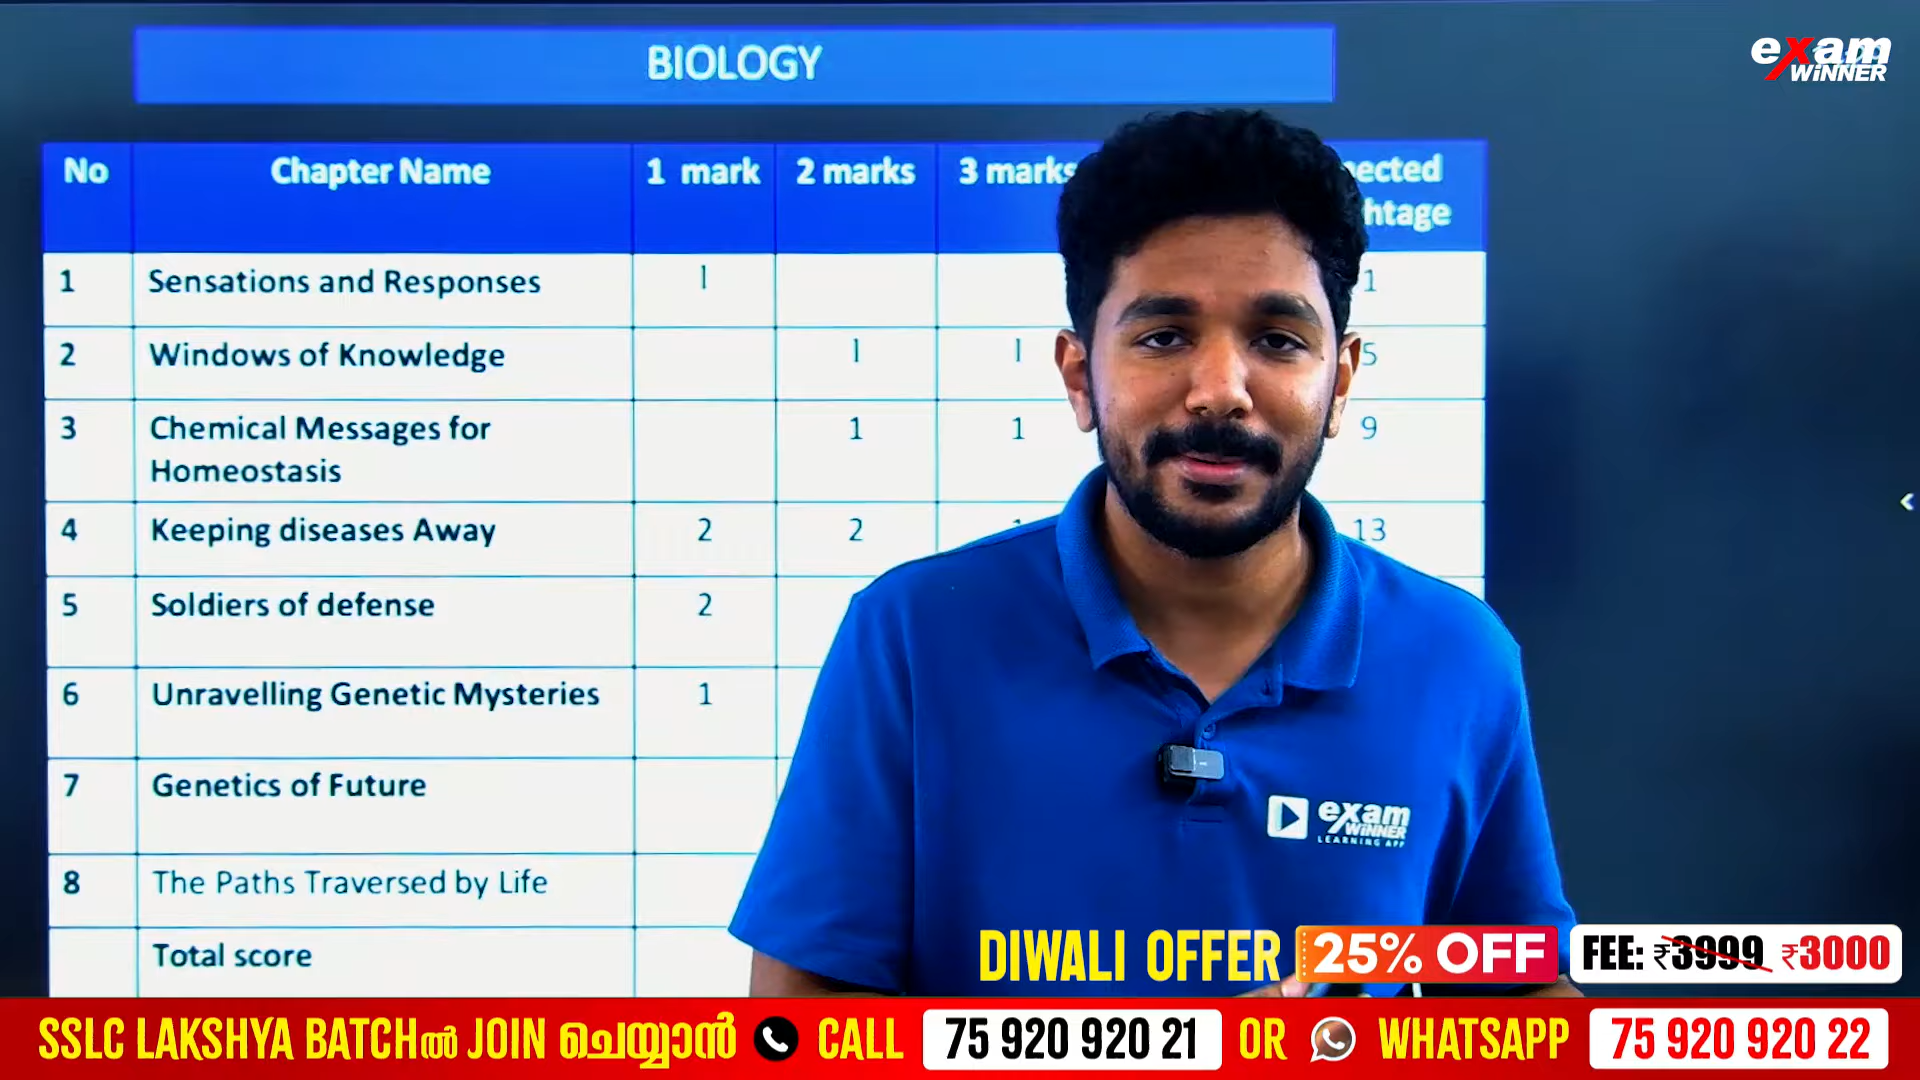 BIOLOGY
exam
WINNER
No Chapter Name 1 mark 2 marks 3 marks
1 Sensations and Responses 1 1
2 Windows of Knowledge 1 1 5
3 Chemical Messages for Homeostasis 1 1 9
4 Keeping diseases Away 2 2 13
5 Soldiers of defense 2
6 Unravelling Genetic Mysteries 1
7 Genetics of Future
8 The Paths Traversed by Life
Total score
exam
WINNER
LEARNING APP
DIWALI OFFER 25% OFF FEE: ₹3999 ₹3000
SSLC LAKSHYA BATCHൽ JOIN ചെയ്യാൻ CALL 75 920 920 21 OR WHATSAPP 75 920 920 22